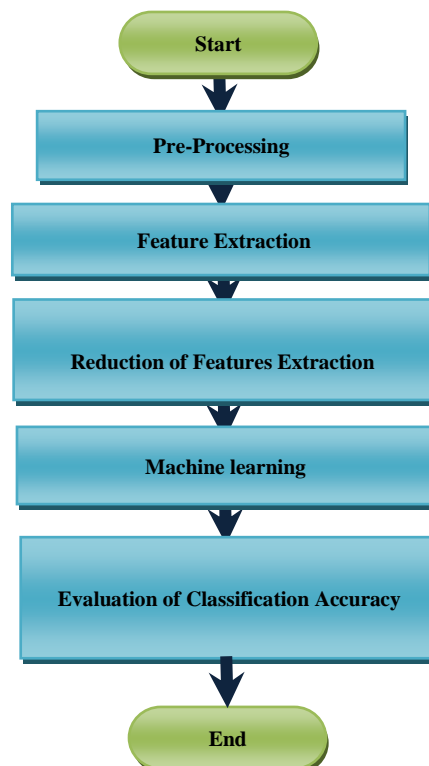 Start
Pre-Processing
Feature Extraction
Reduction of Features Extraction
Machine learning
Evaluation of Classification Accuracy
End